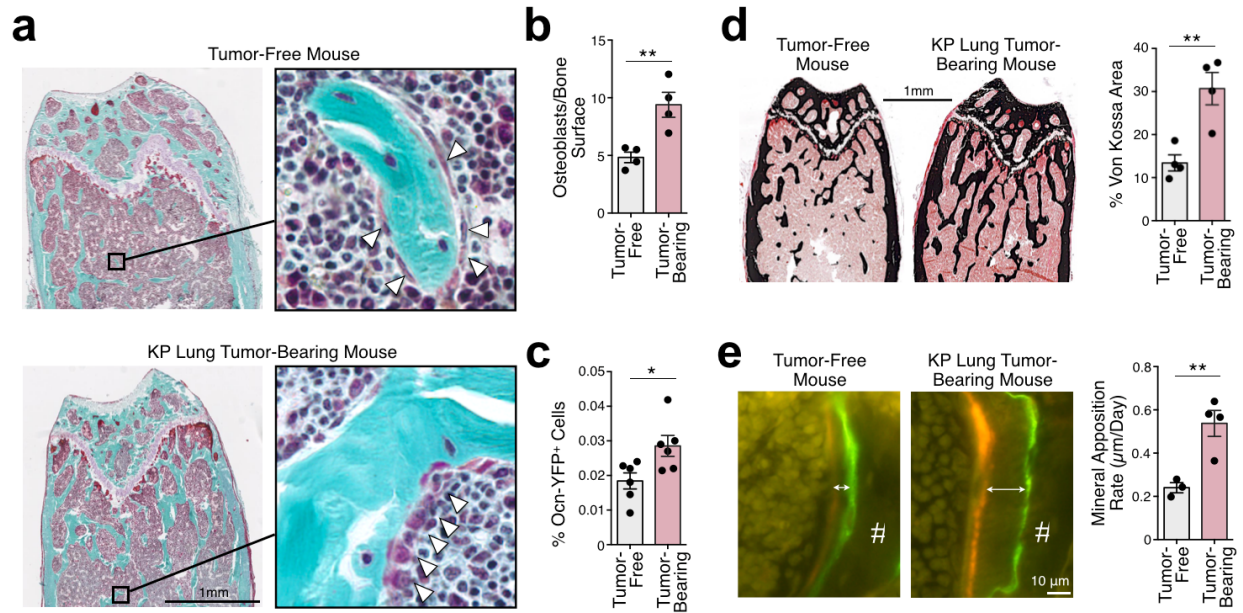 a
Tumor-Free Mouse
KP Lung Tumor-Bearing Mouse
1mm
b
Osteoblasts/Bone
Surface
15
10
5
0
**
Tumor-
Free
Tumor-
Bearing
c
% Ocn-YFP⁺ Cells
0.05
0.04
0.03
0.02
0.01
0
*
Tumor-
Free
Tumor-
Bearing
d
Tumor-Free
Mouse
KP Lung Tumor-
Bearing Mouse
1mm
% Von Kossa Area
40
30
20
10
0
**
Tumor-
Free
Tumor-
Bearing
e
Tumor-Free
Mouse
KP Lung Tumor-
Bearing Mouse
#
#
10 µm
Mineral Apposition
Rate (µm/Day)
0.8
0.6
0.4
0.2
0
**
Tumor-
Free
Tumor-
Bearing